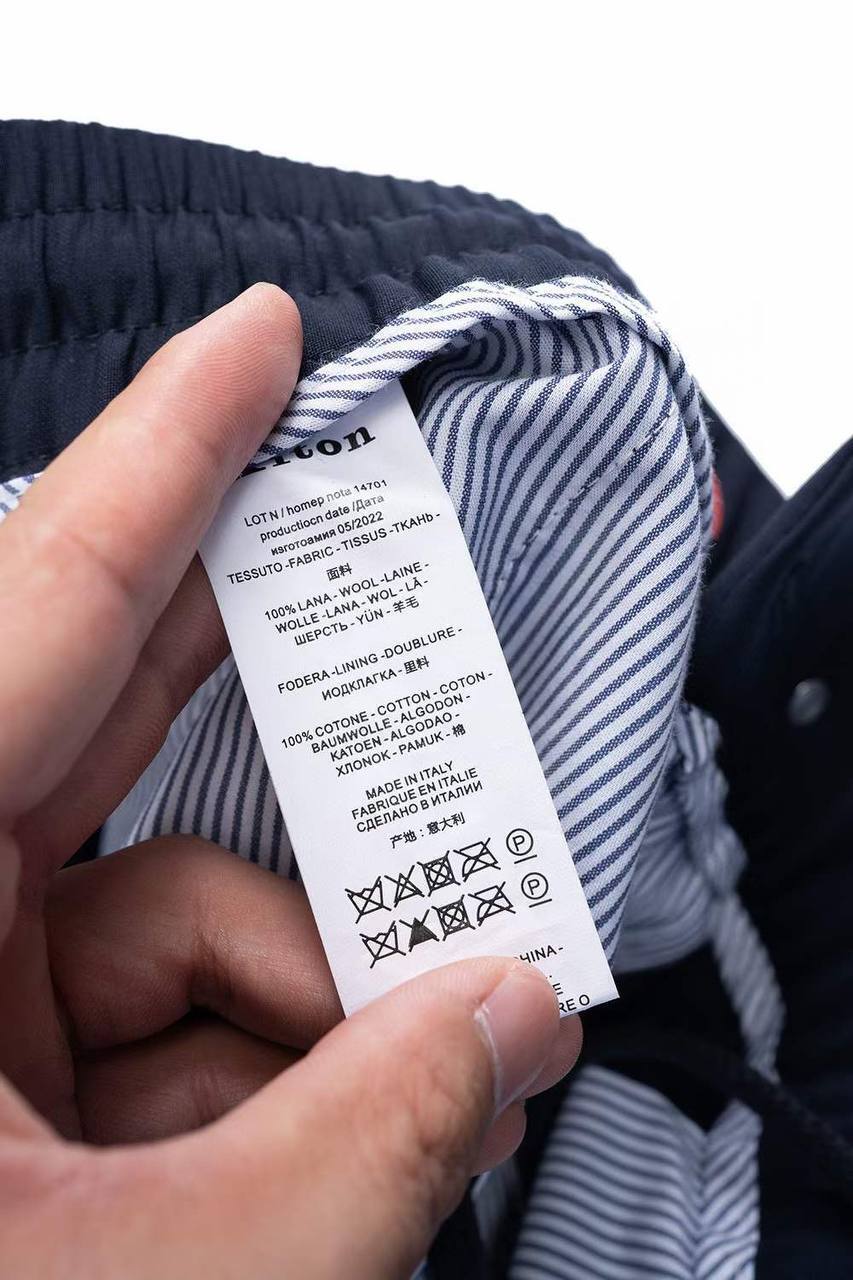 LOT N / homep nota 14701
productiocn date /Дата
изготоамия 05/2022
TESSUTO -FABRIC - TISSUS -ТКАНЬ -
面料
100% LANA - WOOL -LAINE -
WOLLE -LANA - WOL - LÃ -
ШЕРСТЬ - YÜN - 羊毛
FODERA -LINING -DOUBLURE -
ИОДКЛАГКА - 里料
100% COTONE - COTTON - COTON -
BAUMWOLLE - ALGODON -
KATOEN - ALGODAO -
ХЛОНОК - PAMUK - 棉
MADE IN ITALY
FABRIQUE EN ITALIE
СДЕЛАНО В ИТАЛИИ
产地 : 意大利
P
P